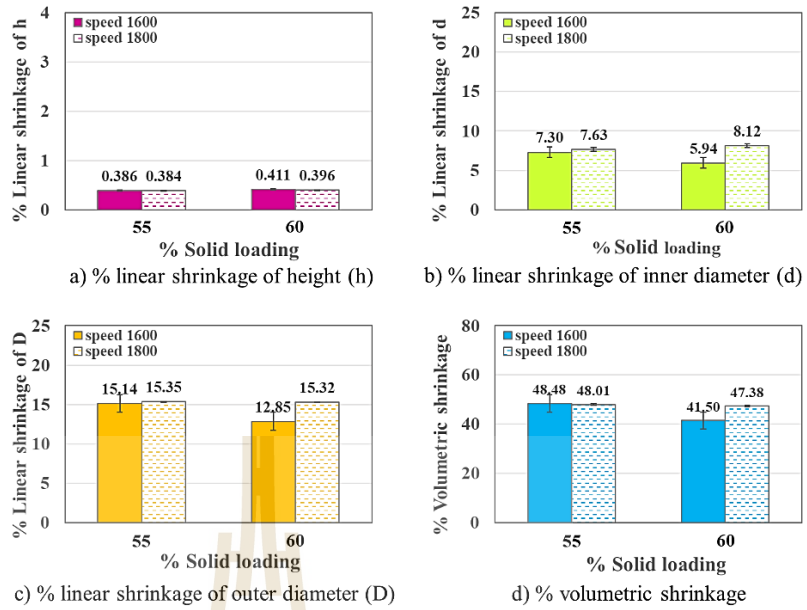 % Linear shrinkage of h
4
3
2
1
0
speed 1600
speed 1800
0.386
0.384
0.411
0.396
55
60
% Solid loading
a) % linear shrinkage of height (h)
% Linear shrinkage of d
25
20
15
10
5
0
speed 1600
speed 1800
7.30
7.63
5.94
8.12
55
60
% Solid loading
b) % linear shrinkage of inner diameter (d)
% Linear shrinkage of D
25
20
15
10
5
0
speed 1600
speed 1800
15.14
15.35
12.85
15.32
55
60
% Solid loading
c) % linear shrinkage of outer diameter (D)
% Volumetric shrinkage
80
60
40
20
0
speed 1600
speed 1800
48.48
48.01
41.50
47.38
55
60
% Solid loading
d) % volumetric shrinkage